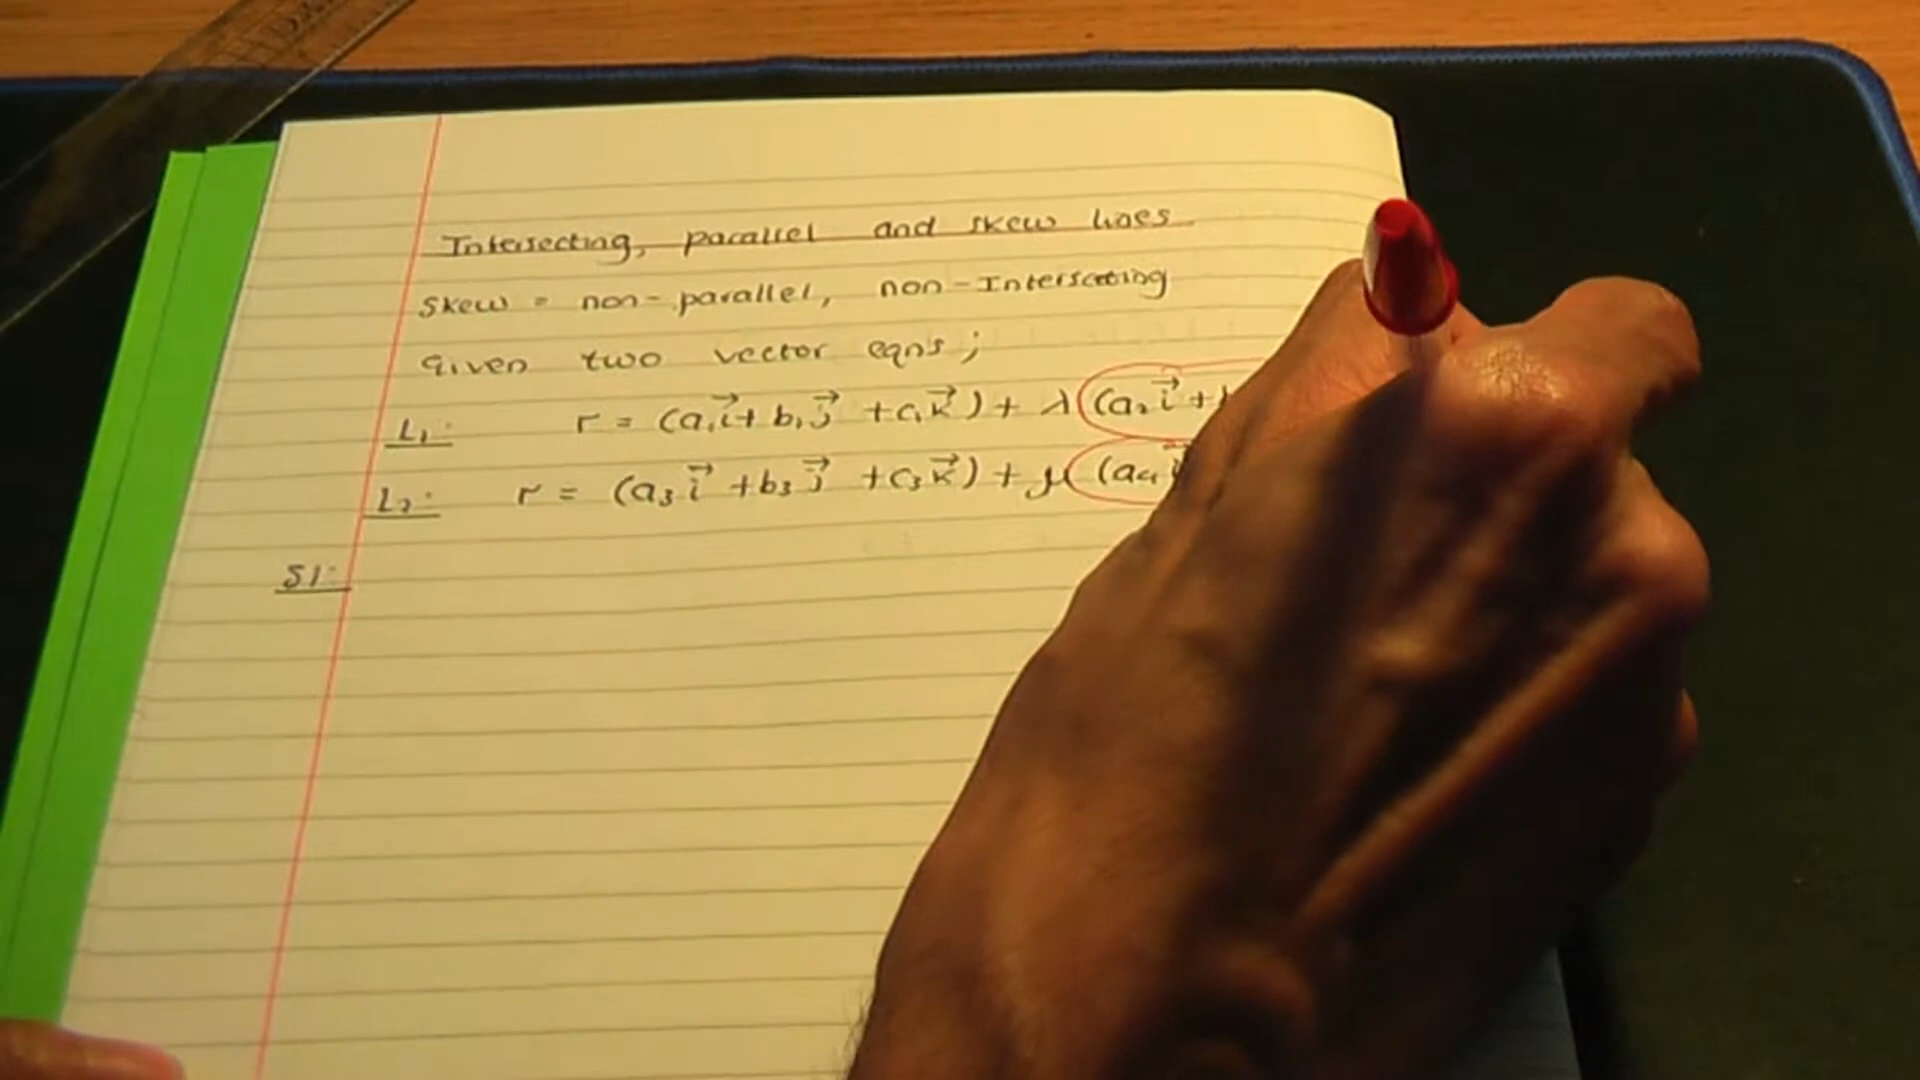 Intersecting, parallel and skew lines
Skew = non-parallel, non-Intersecting
Given two vector eqn's ;
L₁: r = (a₁i⃗ + b₁j⃗ + c₁k⃗) + λ(a₂i⃗ +
L₂: r = (a₃i⃗ + b₃j⃗ + c₃k⃗) + μ(a₄
S1: